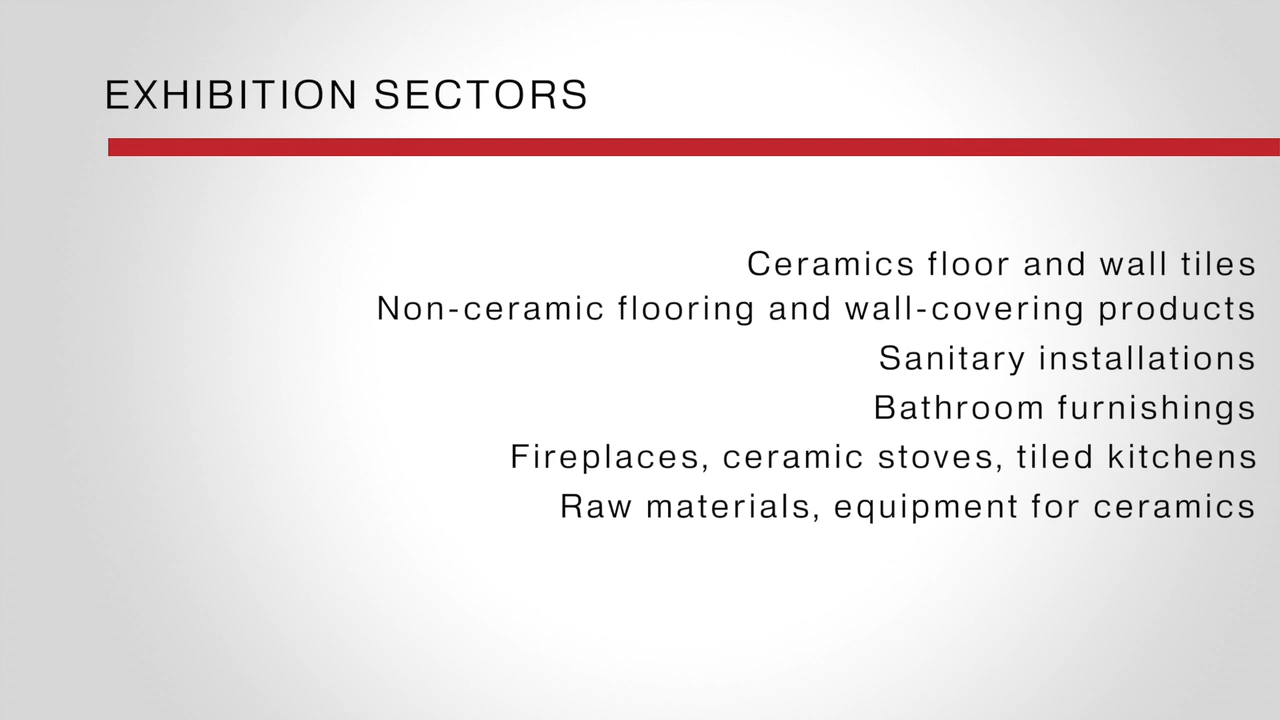 EXHIBITION SECTORS
Ceramics floor and wall tiles
Non-ceramic flooring and wall-covering products
Sanitary installations
Bathroom furnishings
Fireplaces, ceramic stoves, tiled kitchens
Raw materials, equipment for ceramics